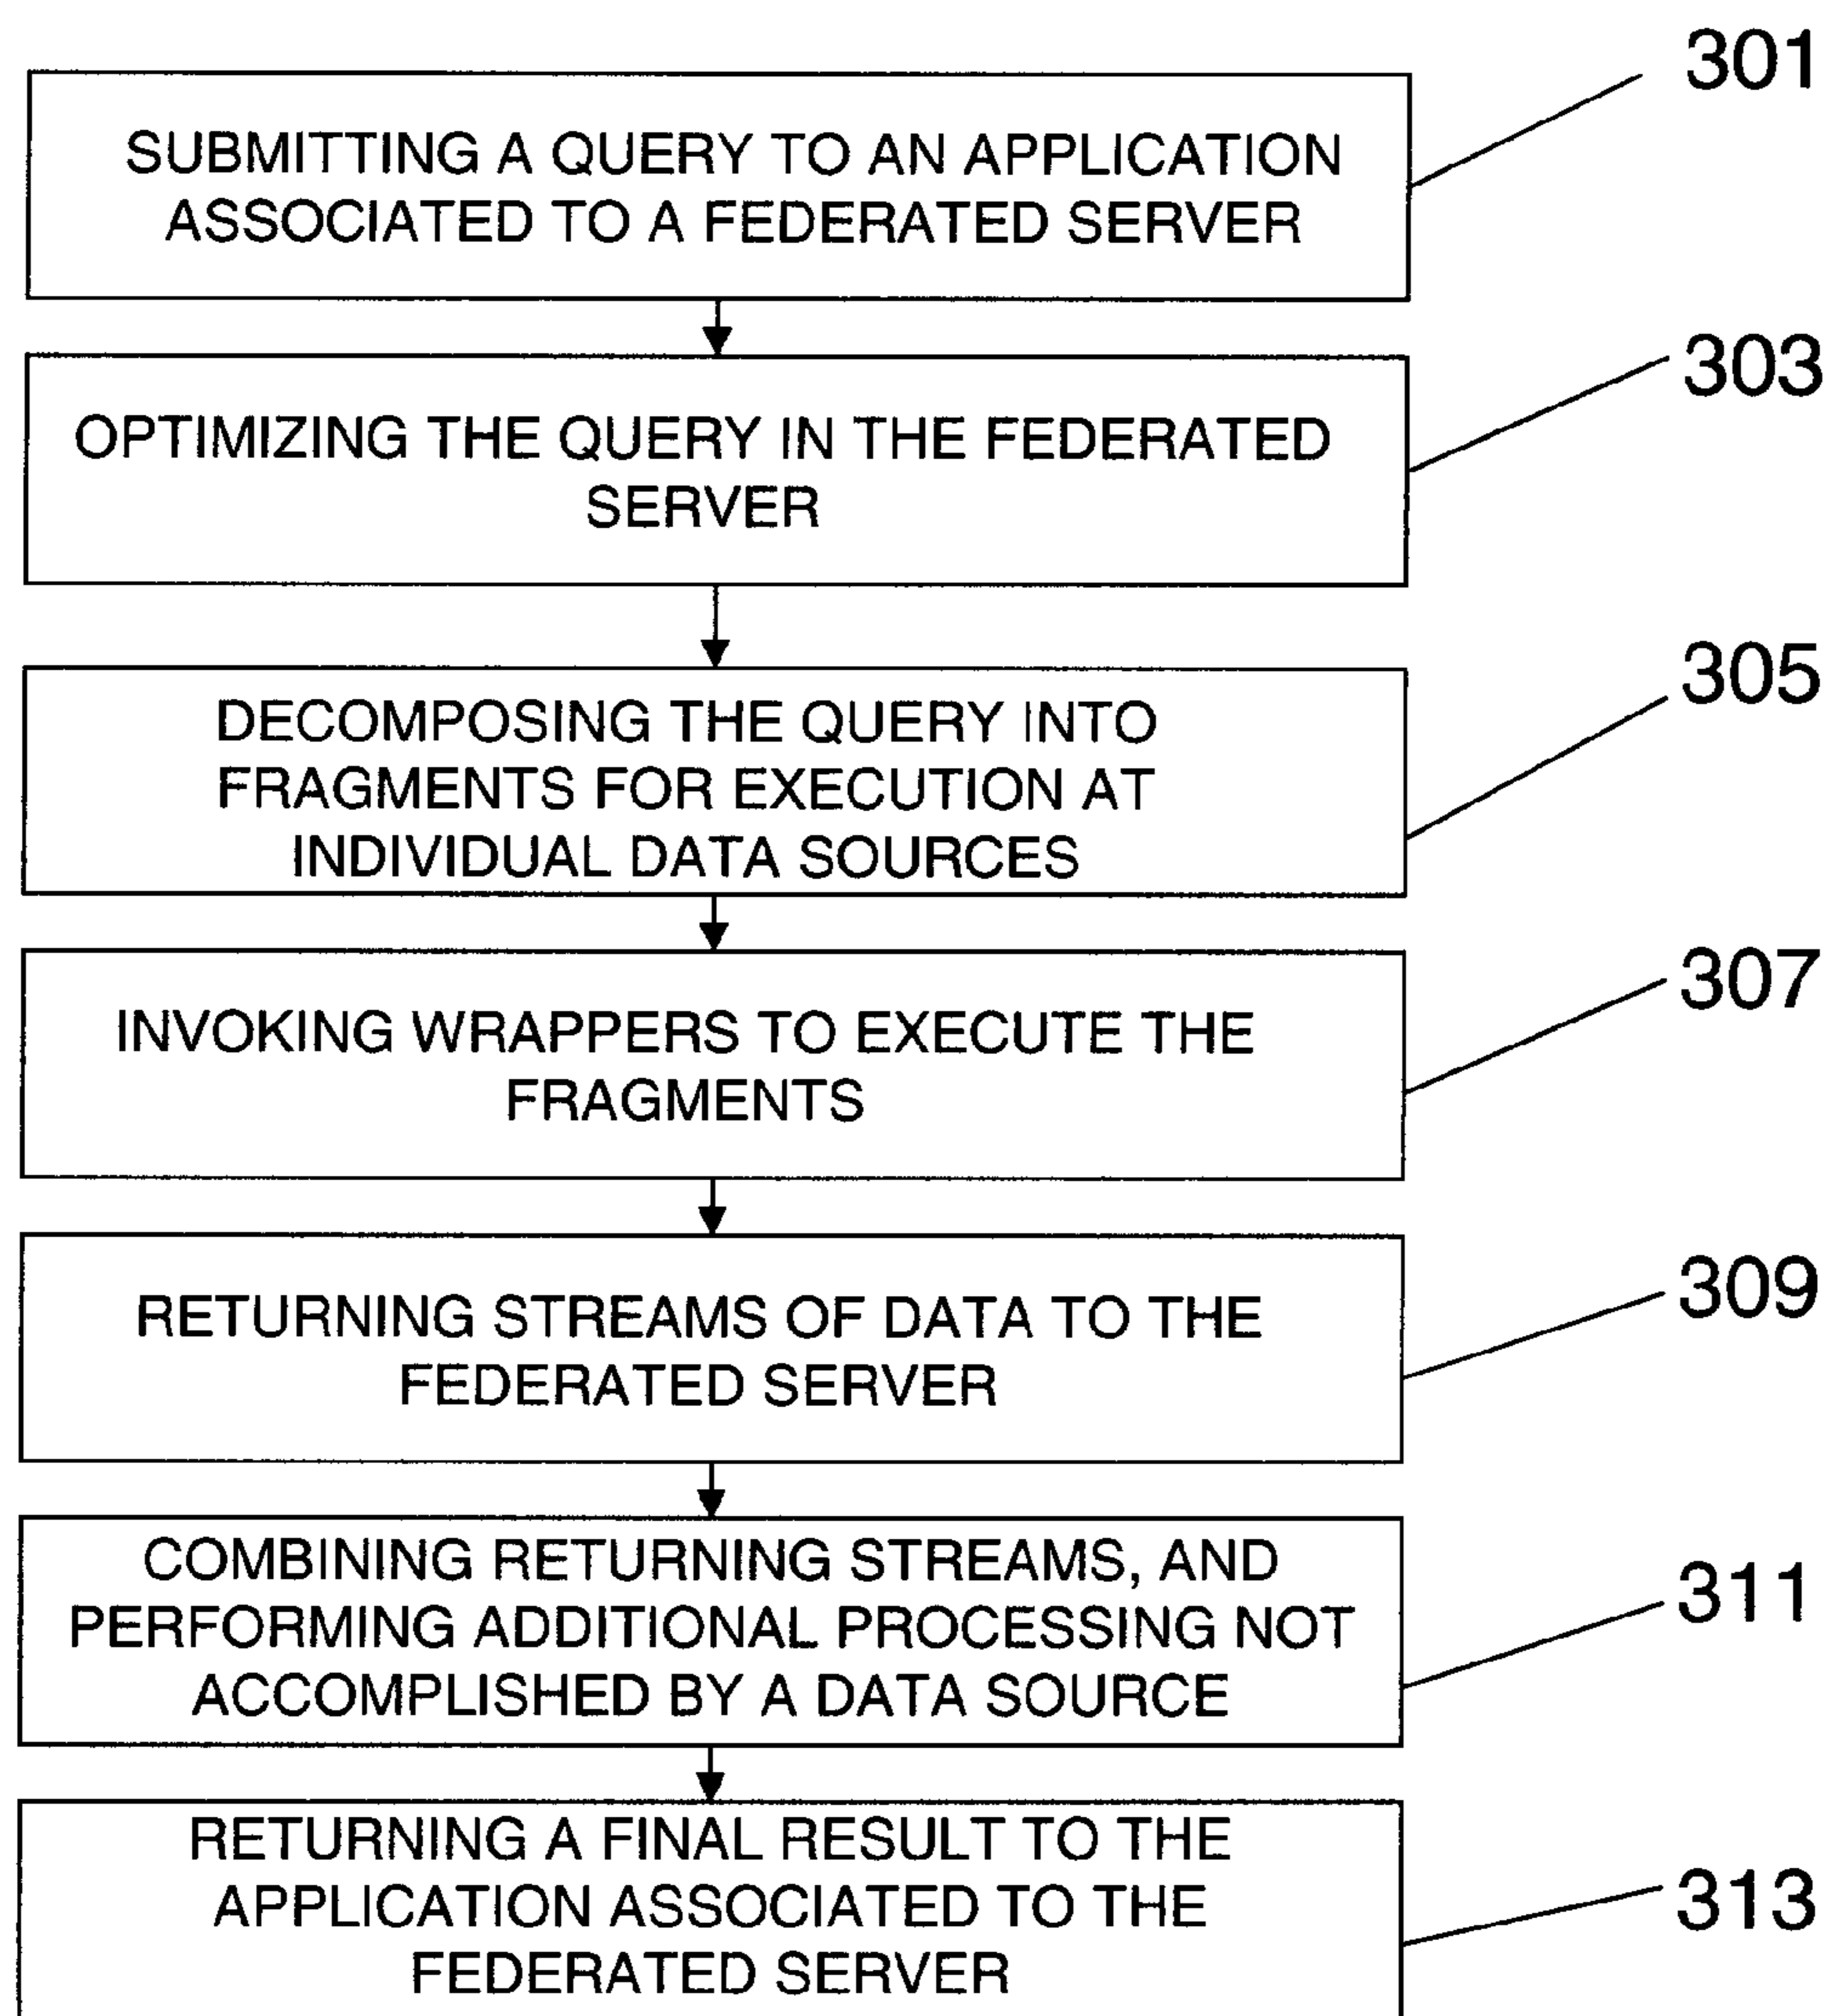 301
SUBMITTING A QUERY TO AN APPLICATION
ASSOCIATED TO A FEDERATED SERVER
303
OPTIMIZING THE QUERY IN THE FEDERATED
SERVER
305
DECOMPOSING THE QUERY INTO
FRAGMENTS FOR EXECUTION AT
INDIVIDUAL DATA SOURCES
307
INVOKING WRAPPERS TO EXECUTE THE
FRAGMENTS
309
RETURNING STREAMS OF DATA TO THE
FEDERATED SERVER
311
COMBINING RETURNING STREAMS, AND
PERFORMING ADDITIONAL PROCESSING NOT
ACCOMPLISHED BY A DATA SOURCE
313
RETURNING A FINAL RESULT TO THE
APPLICATION ASSOCIATED TO THE
FEDERATED SERVER